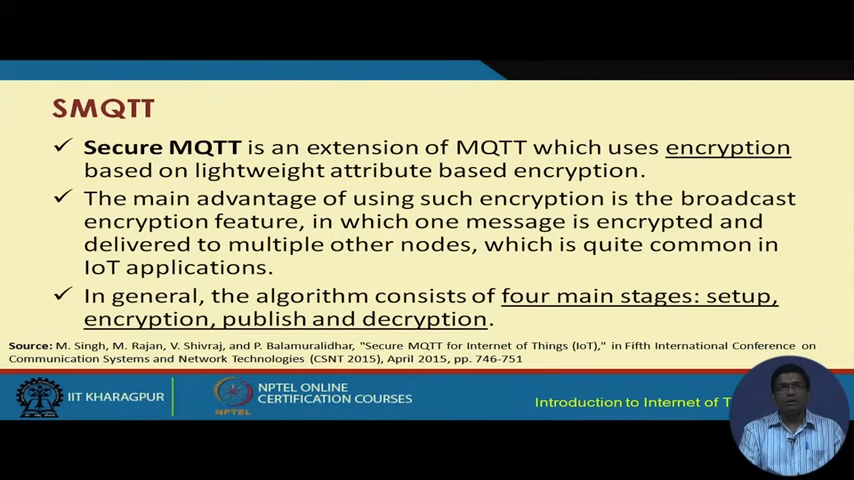 SMQTT
✓ Secure MQTT is an extension of MQTT which uses encryption
based on lightweight attribute based encryption.
✓ The main advantage of using such encryption is the broadcast
encryption feature, in which one message is encrypted and
delivered to multiple other nodes, which is quite common in
IoT applications.
✓ In general, the algorithm consists of four main stages: setup,
encryption, publish and decryption.
Source: M. Singh, M. Rajan, V. Shivraj, and P. Balamuralidhar, "Secure MQTT for Internet of Things (IoT)," in Fifth International Conference on
Communication Systems and Network Technologies (CSNT 2015), April 2015, pp. 746-751
IIT KHARAGPUR
NPTEL
NPTEL ONLINE
CERTIFICATION COURSES
Introduction to Internet of T